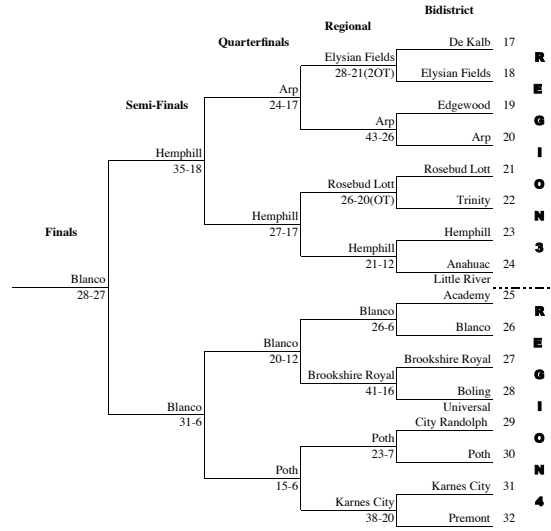 Bidistrict
Regional
De Kalb 17
Quarterfinals
Elysian Fields
28-21(2OT)
Elysian Fields 18
Arp
24-17
Edgewood 19
Semi-Finals
Arp
43-26
Arp 20
Hemphill
35-18
Rosebud Lott 21
Rosebud Lott
26-20(OT)
Trinity 22
Hemphill
27-17
Hemphill 23
Finals
Hemphill
21-12
Anahuac 24
Blanco
28-27
Little River
Academy 25
Blanco
26-6
Blanco 26
Blanco
20-12
Brookshire Royal 27
Brookshire Royal
41-16
Boling 28
Blanco
31-6
Universal
City Randolph 29
Poth
23-7
Poth 30
Poth
15-6
Karnes City 31
Karnes City
38-20
Premont 32
REGION 3
REGION 4